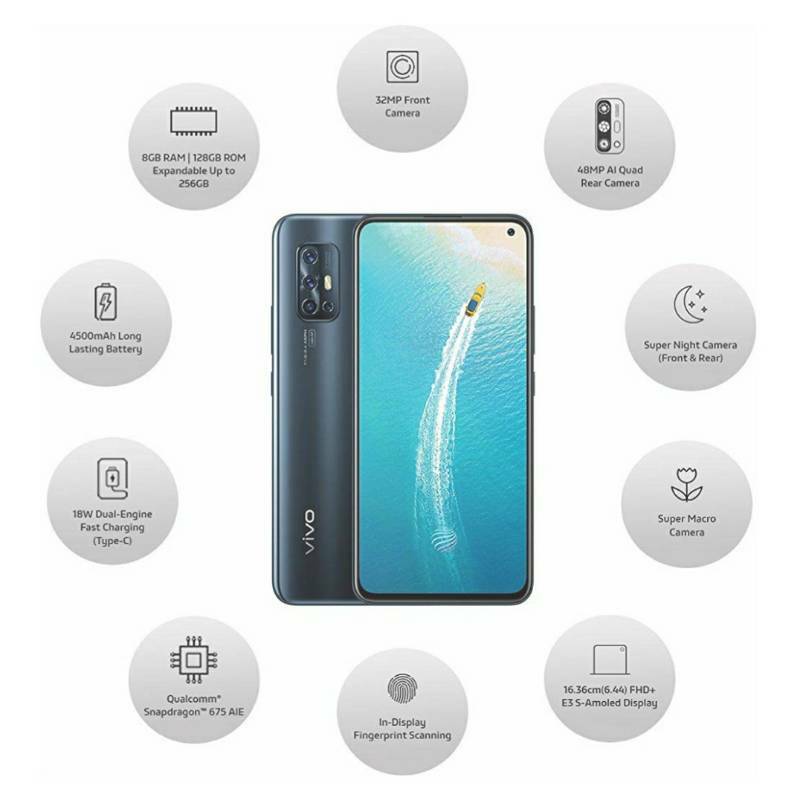 32MP Front
Camera
8GB RAM | 128GB ROM
Expandable Up to
256GB
48MP AI Quad
Rear Camera
4500mAh Long
Lasting Battery
Super Night Camera
(Front & Rear)
18W Dual-Engine
Fast Charging
(Type-C)
Super Macro
Camera
vivo
Qualcomm®
Snapdragon™ 675 AIE
16.36cm(6.44) FHD+
E3 S-Amoled Display
In-Display
Fingerprint Scanning